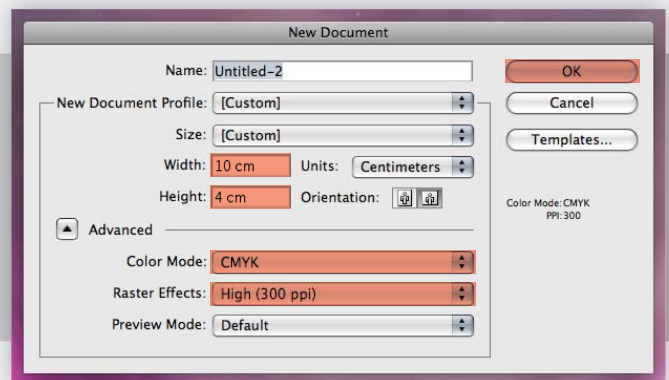 New Document
Name: Untitled-2
OK
New Document Profile: [Custom]
Cancel
Size: [Custom]
Templates...
Width: 10 cm Units: Centimeters
Height: 4 cm Orientation:
Color Mode: CMYK
PPI: 300
Advanced
Color Mode: CMYK
Raster Effects: High (300 ppi)
Preview Mode: Default